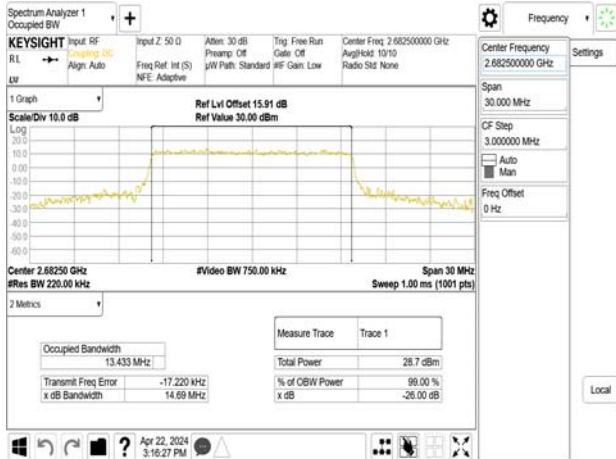 Spectrum Analyzer 1
Occupied BW
+
Frequency
KEYSIGHT
RL
Input: RF
Coupling: DC
Align: Auto
Input Z: 50 Ω
Freq Ref: Int (S)
NFE: Adaptive
Atten: 30 dB
Preamp: Off
µW Path: Standard
Trig: Free Run
Gate: Off
#IF Gain: Low
Center Freq: 2.682500000 GHz
Avg|Hold: 10/10
Radio Std: None
Center Frequency
2.682500000 GHz
Settings
Span
30.000 MHz
CF Step
3.000000 MHz
Auto
Man
Freq Offset
0 Hz
Local
1 Graph
Scale/Div 10.0 dB
Ref Lvl Offset 15.91 dB
Ref Value 30.00 dBm
Log
20.0
10.0
0.00
-10.0
-20.0
-30.0
-40.0
-50.0
-60.0
Center 2.68250 GHz
#Video BW 750.00 kHz
Span 30 MHz
#Res BW 220.00 kHz
Sweep 1.00 ms (1001 pts)
2 Metrics
Measure Trace
Trace 1
Occupied Bandwidth
13.433 MHz
Total Power
28.7 dBm
Transmit Freq Error
-17.220 kHz
% of OBW Power
99.00 %
x dB Bandwidth
14.69 MHz
x dB
-26.00 dB
?
Apr 22, 2024
3:16:27 PM